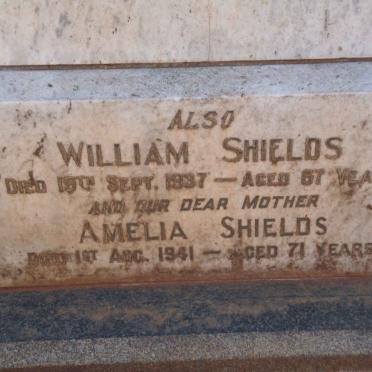 ALSO
WILLIAM SHIELDS
DIED 19TH SEPT. 1937 — AGED 67 YEA
AND OUR DEAR MOTHER
AMELIA SHIELDS
DIED 1ST AUG. 1941 — AGED 71 YEARS